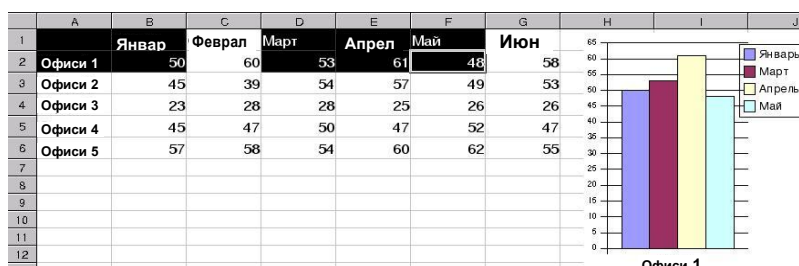 A B C D E F G H I J
1 Январ Феврал Март Апрел Май Июн
2 Офиси 1 50 60 53 61 48 58
3 Офиси 2 45 39 54 57 49 53
4 Офиси 3 23 28 28 25 26 26
5 Офиси 4 45 47 50 47 52 47
6 Офиси 5 57 58 54 60 62 55
7
8
9
10
11
12
65
60
55
50
45
40
35
30
25
20
15
10
5
0
Январь
Март
Апрель
Май
Офиси 1